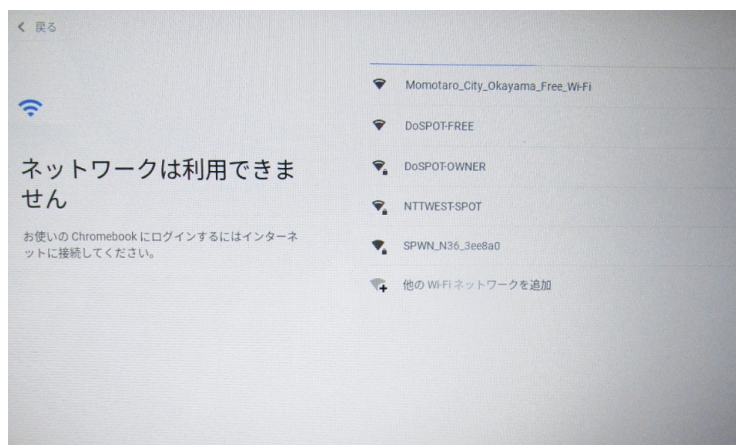 戻る
ネットワークは利用できま
せん
お使いの Chromebook にログインするにはインターネ
ットに接続してください。
Momotaro_City_Okayama_Free_Wi-Fi
DoSPOT-FREE
DoSPOT-OWNER
NTTWEST-SPOT
SPWN_N36_3ee8a0
他の Wi-Fi ネットワークを追加